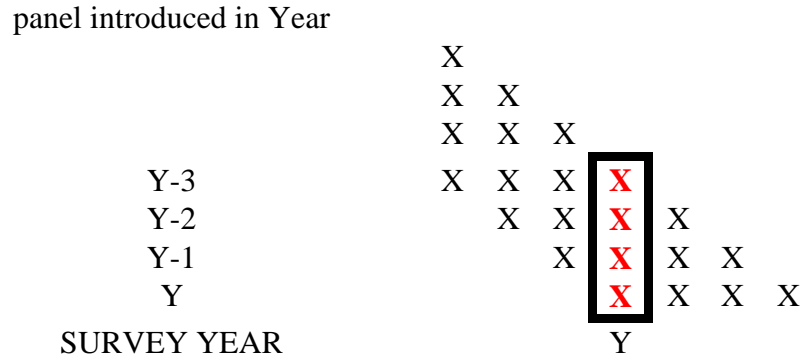 panel introduced in Year
X
X X
X X X
Y-3 X X X X
Y-2 X X X X
Y-1 X X X X
Y X X X X
SURVEY YEAR Y